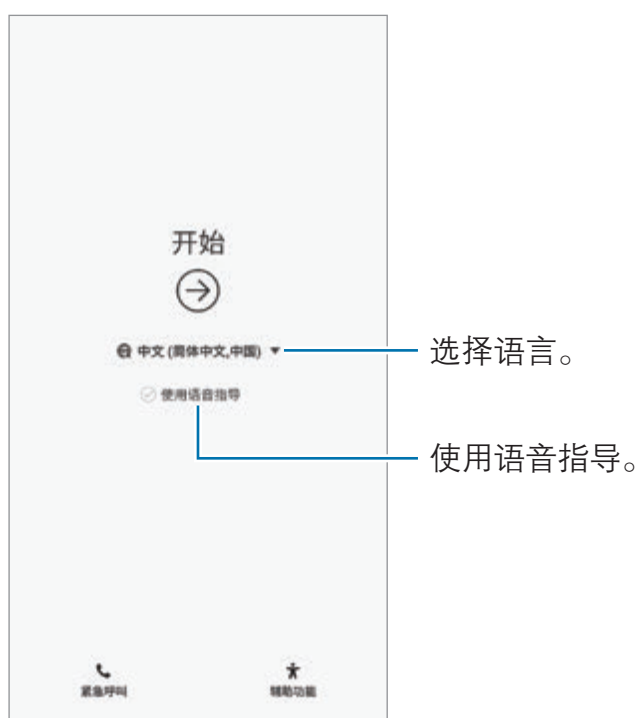 开始
中文 (简体中文,中国)
选择语言。
使用语音指导
使用语音指导。
紧急呼叫
辅助功能